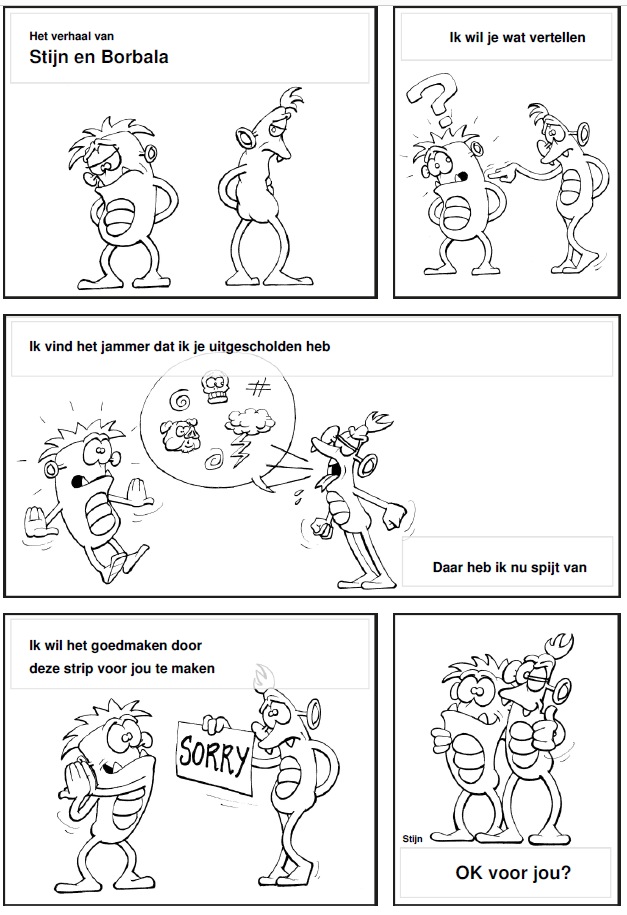 Het verhaal van
Stijn en Borbala
Ik wil je wat vertellen
?
Ik vind het jammer dat ik je uitgescholden heb
#
Daar heb ik nu spijt van
Ik wil het goedmaken door
deze strip voor jou te maken
SORRY
Stijn
OK voor jou?